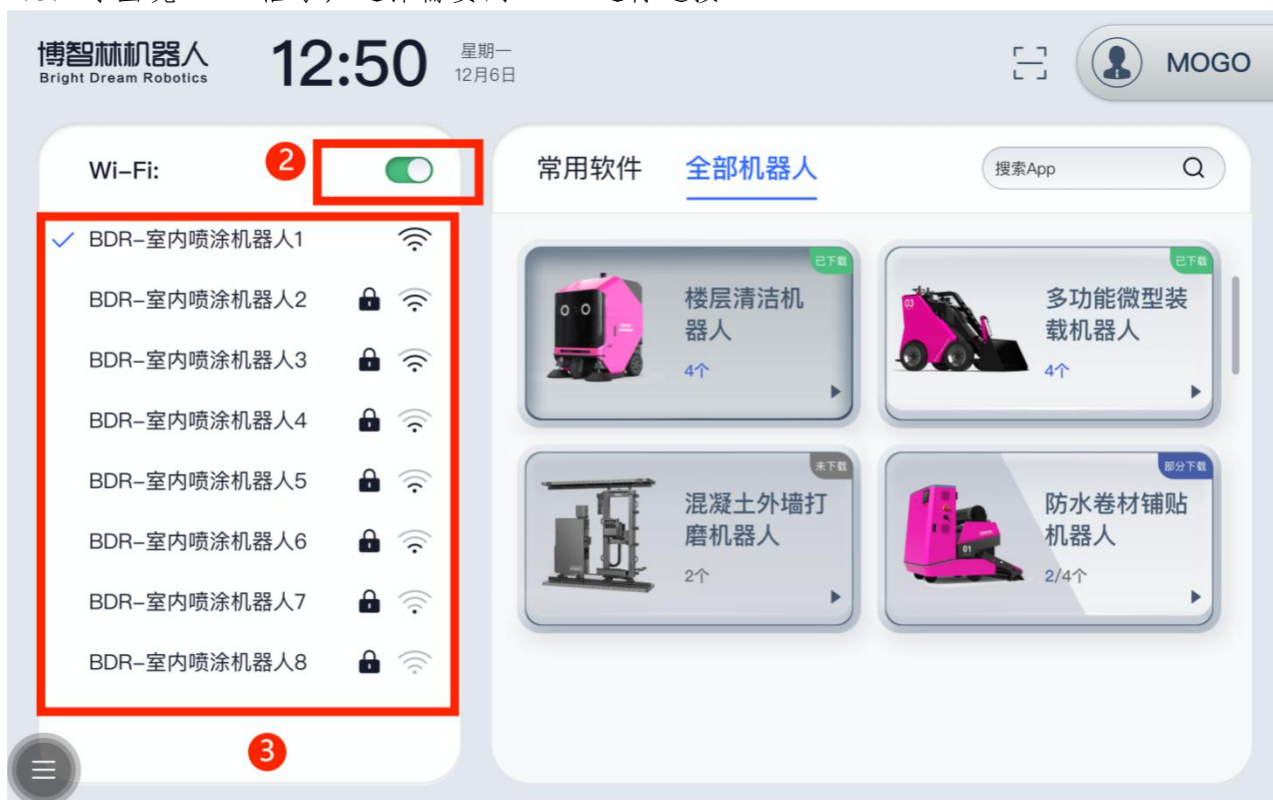 博智林机器人
Bright Dream Robotics
12:50
星期一
12月6日
MOGO
Wi-Fi:
2
BDR-室内喷涂机器人1
BDR-室内喷涂机器人2
BDR-室内喷涂机器人3
BDR-室内喷涂机器人4
BDR-室内喷涂机器人5
BDR-室内喷涂机器人6
BDR-室内喷涂机器人7
BDR-室内喷涂机器人8
3
常用软件
全部机器人
搜索App
已下载
楼层清洁机
器人
4个
已下载
03
多功能微型装
载机器人
4个
未下载
混凝土外墙打
磨机器人
2个
部分下载
01
防水卷材铺贴
机器人
2/4个